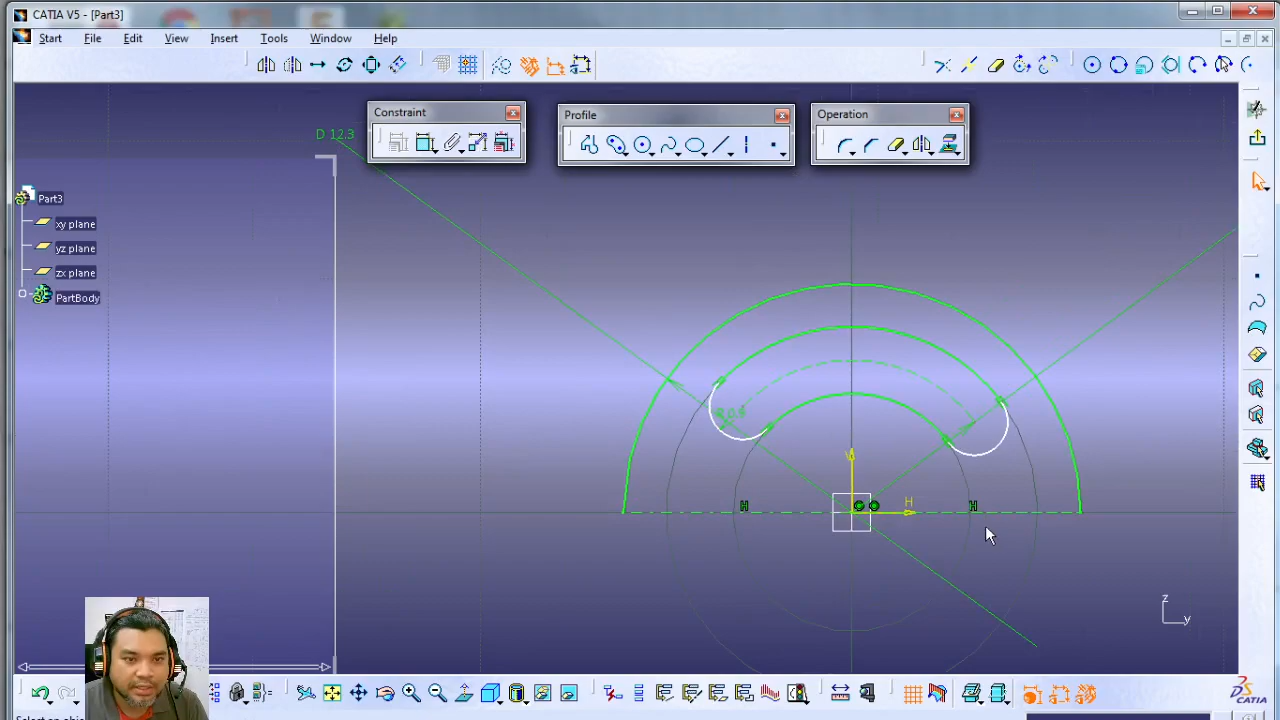 CATIA V5 - [Part3]
Start File Edit View Insert Tools Window Help
Constraint
Profile
Operation
D 12.3
Part3
xy plane
yz plane
zx plane
PartBody
V
H
H
H
z
y
CATIA